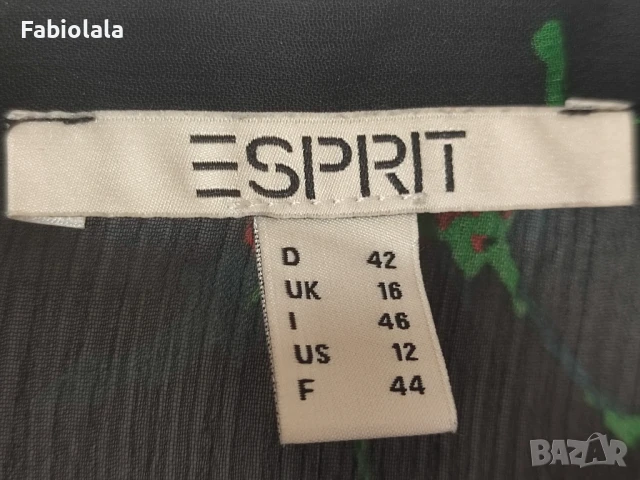 Fabiolala
ESPRIT
D 42
UK 16
I 46
US 12
F 44
BAZAR